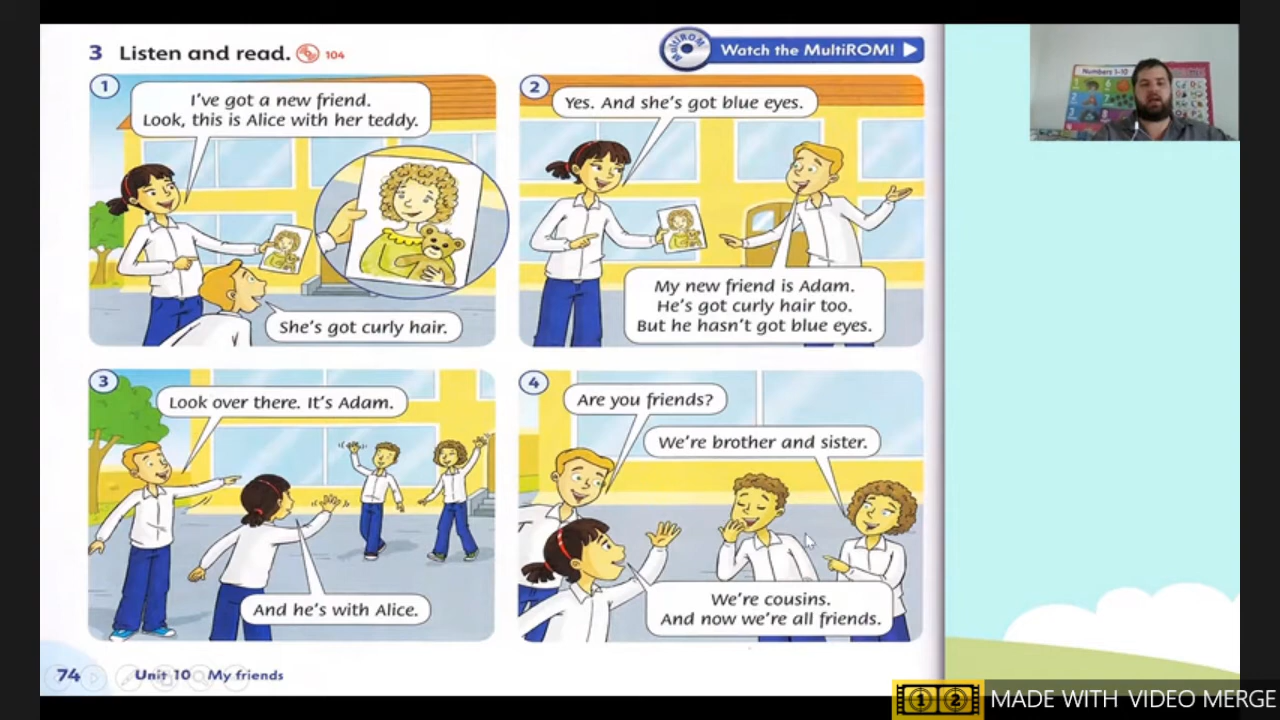 3 Listen and read. 104
Watch the MultiROM!
1
I've got a new friend.
Look, this is Alice with her teddy.
She's got curly hair.
2
Yes. And she's got blue eyes.
My new friend is Adam.
He's got curly hair too.
But he hasn't got blue eyes.
3
Look over there. It's Adam.
And he's with Alice.
4
Are you friends?
We're brother and sister.
We're cousins.
And now we're all friends.
74 Unit 10 My friends
Numbers 1-10
1 2 MADE WITH VIDEO MERGE